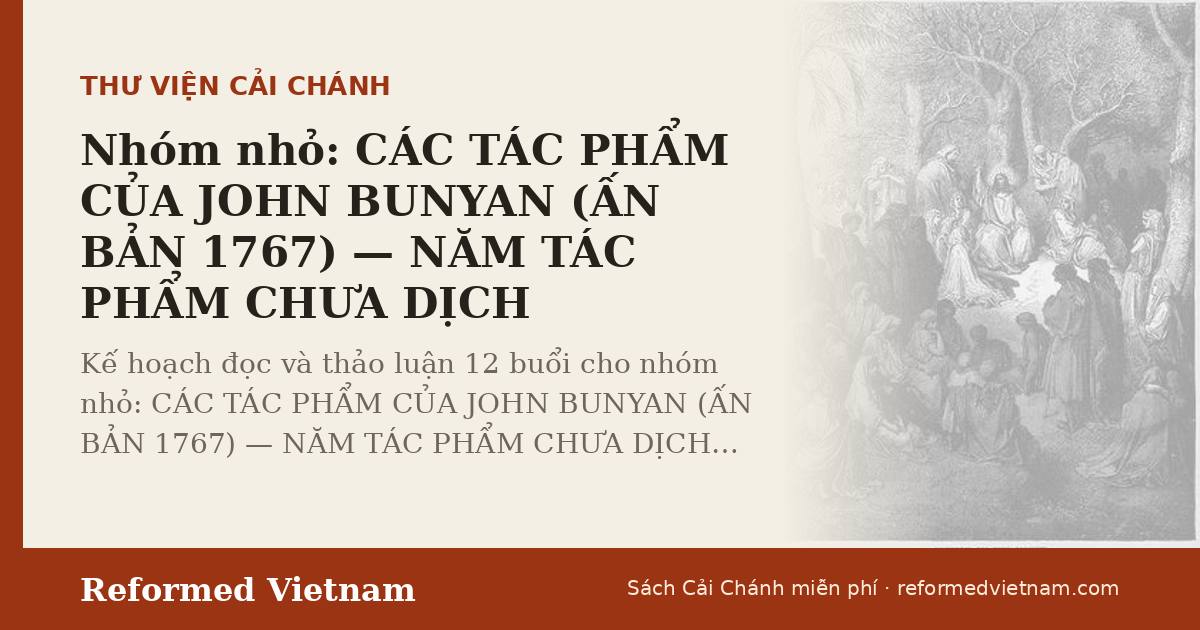 THƯ VIỆN CẢI CHÁNH
Nhóm nhỏ: CÁC TÁC PHẨM
CỦA JOHN BUNYAN (ẤN
BẢN 1767) — NĂM TÁC
PHẨM CHƯA DỊCH
Kế hoạch đọc và thảo luận 12 buổi cho nhóm
nhỏ: CÁC TÁC PHẨM CỦA JOHN BUNYAN (ẤN
BẢN 1767) — NĂM TÁC PHẨM CHƯA DỊCH…
Reformed Vietnam
Sách Cải Chánh miễn phí · reformedvietnam.com